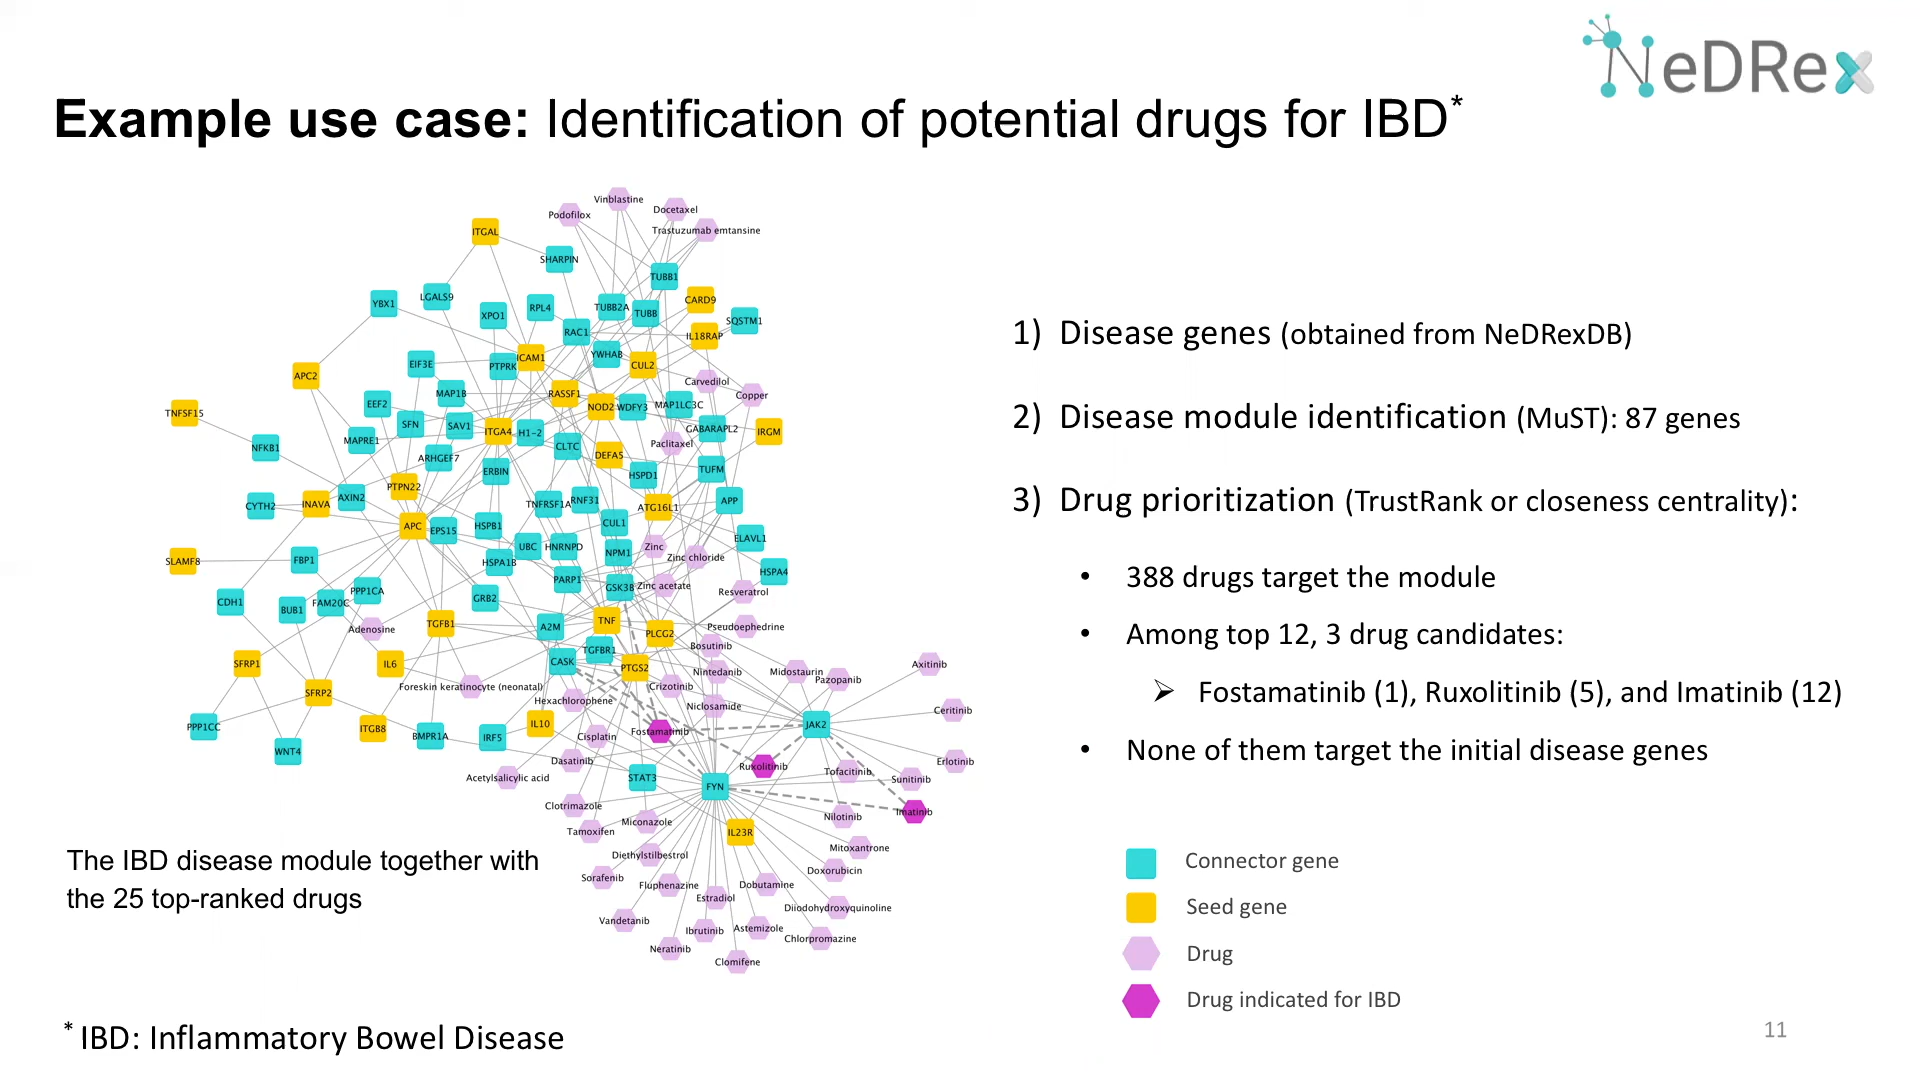 NeDRex
Example use case: Identification of potential drugs for IBD*
Vinblastine
Podofilox
Docetaxel
Trastuzumab emtansine
ITGAL
SHARPIN
TUBB1
YBX1
LGALS9
XPO1
RPL4
TUBB2A
TUBB
CARD9
SQSTM1
RAC1
IL18RAP
EIF3E
PTPRK
ICAM1
YWHAB
CUL2
APC2
Carvedilol
Copper
MAP1B
RASSF1
EEF2
NOD2
WDFY3
MAP1LC3C
TNFSF15
SFN
SAV1
ITGA4
H1-2
GABARAPL2
IRGM
NFKB1
MAPRE1
CLTC
Paclitaxel
ARHGEF7
DEFA5
ERBIN
HSPD1
TUFM
PTPN22
CYTH2
INAVA
AXIN2
TNFRSF1A
RNF31
ATG16L1
APP
APC
EPS15
HSPB1
CUL1
ELAVL1
UBC
HNRNPD
NPM1
Zinc
Zinc chloride
SLAMF8
FBP1
HSPA1B
PARP1
GSK3B
Zinc acetate
HSPA4
Resveratrol
CDH1
BUB1
FAM20C
PPP1CA
GRB2
Adenosine
TGFB1
A2M
TNF
PLCG2
Pseudoephedrine
SFRP1
IL6
CASK
TGFBR1
PTGS2
Bosutinib
Nintedanib
Midostaurin
Pazopanib
Axitinib
SFRP2
Foreskin keratinocyte (neonatal)
Hexachlorophene
Crizotinib
Niclosamide
Ceritinib
PPP1CC
WNT4
ITGB8
BMPR1A
IRF5
IL10
Cisplatin
Fostamatinib
JAK2
Dasatinib
Ruxolitinib
Tofacitinib
Erlotinib
Sunitinib
Acetylsalicylic acid
STAT3
FYN
Clotrimazole
Imatinib
Nilotinib
Tamoxifen
Miconazole
IL23R
Mitoxantrone
Diethylstilbestrol
Doxorubicin
Sorafenib
Fluphenazine
Dobutamine
Estradiol
Diiodohydroxyquinoline
Vandetanib
Ibrutinib
Astemizole
Chlorpromazine
Neratinib
Clomifene
The IBD disease module together with
the 25 top-ranked drugs
* IBD: Inflammatory Bowel Disease
1) Disease genes (obtained from NeDRexDB)
2) Disease module identification (MuST): 87 genes
3) Drug prioritization (TrustRank or closeness centrality):
• 388 drugs target the module
• Among top 12, 3 drug candidates:
➢ Fostamatinib (1), Ruxolitinib (5), and Imatinib (12)
• None of them target the initial disease genes
Connector gene
Seed gene
Drug
Drug indicated for IBD
11